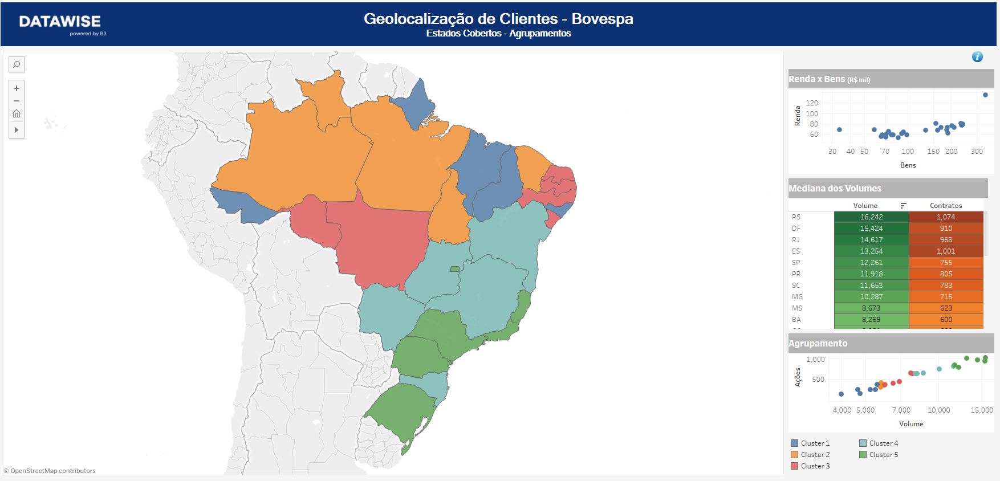 DATAWISE
powered by B3
Geolocalização de Clientes - Bovespa
Estados Cobertos - Agrupamentos
Renda x Bens (R$ mil)
Renda
120
100
80
60
30 40 50 70 100 150 200 300
Bens
Mediana dos Volumes
Volume Contratos
RS 16,242 1,074
DF 15,424 910
RJ 14,617 968
ES 13,254 1,001
SP 12,261 755
PR 11,918 805
SC 11,653 783
MG 10,287 715
MS 8,673 623
BA 8,269 600
Agrupamento
Ações
1,000
500
4,000 5,000 7,000 10,000 15,000
Volume
Cluster 1 Cluster 4
Cluster 2 Cluster 5
Cluster 3
© OpenStreetMap contributors